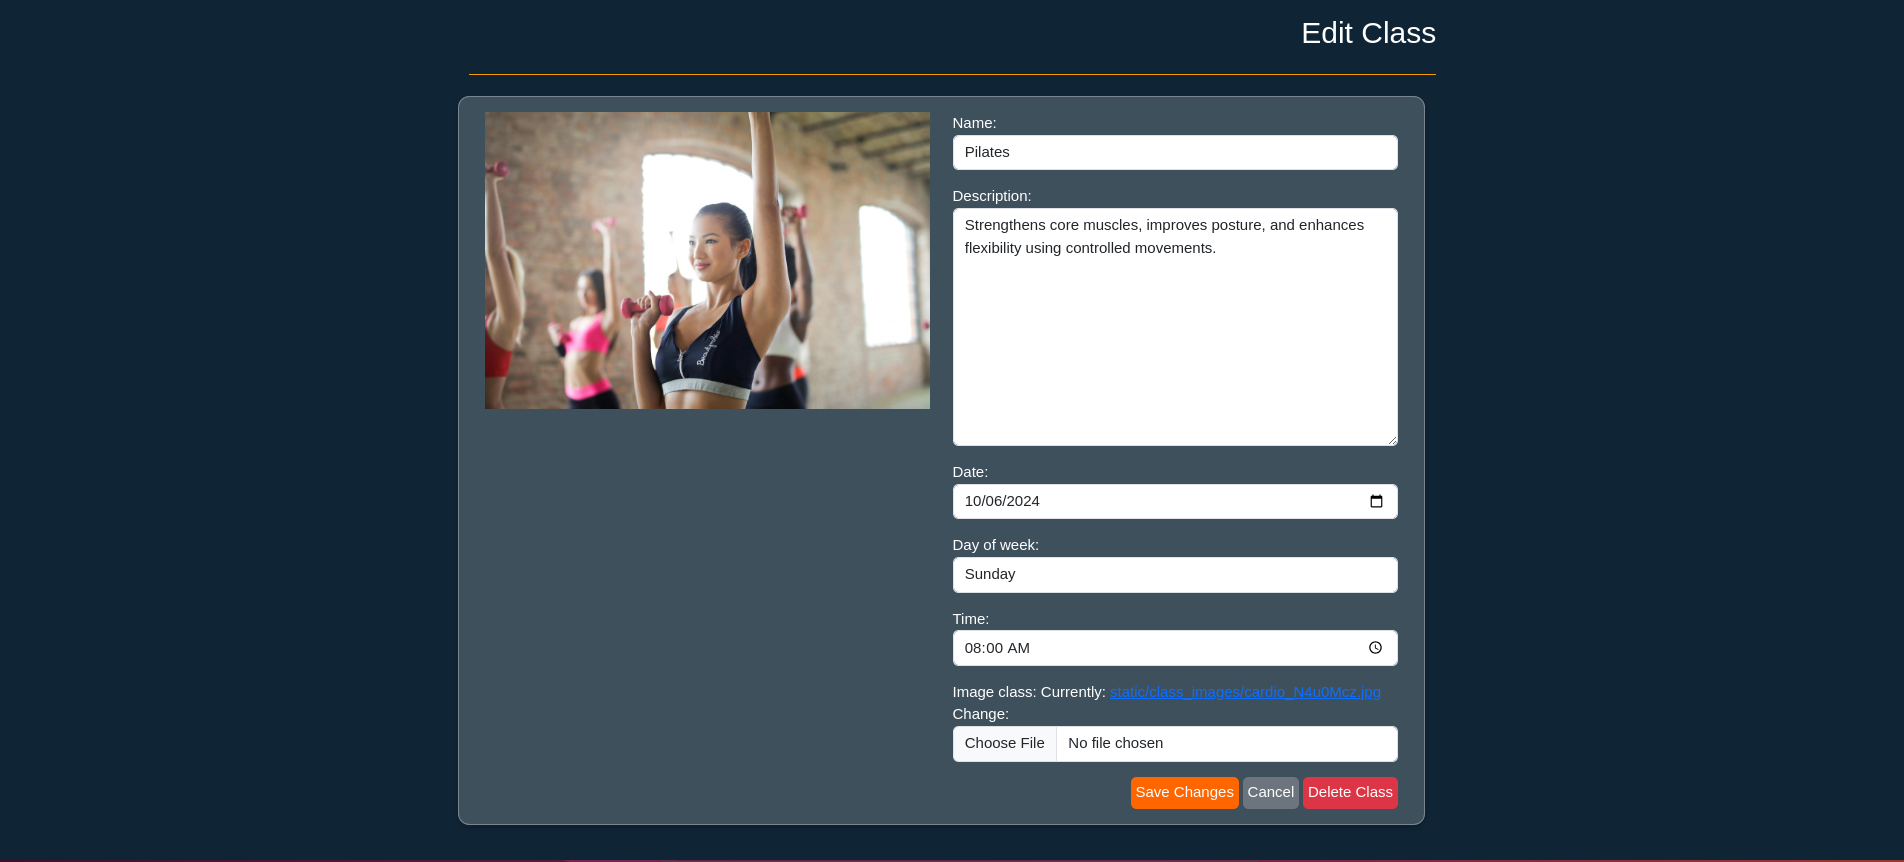 Edit Class
Name:
Pilates
Description:
Strengthens core muscles, improves posture, and enhances
flexibility using controlled movements.
Date:
10/06/2024
Day of week:
Sunday
Time:
08:00 AM
Image class: Currently: static/class_images/cardio_N4u0Mcz.jpg
Change:
Choose File No file chosen
Save Changes Cancel Delete Class